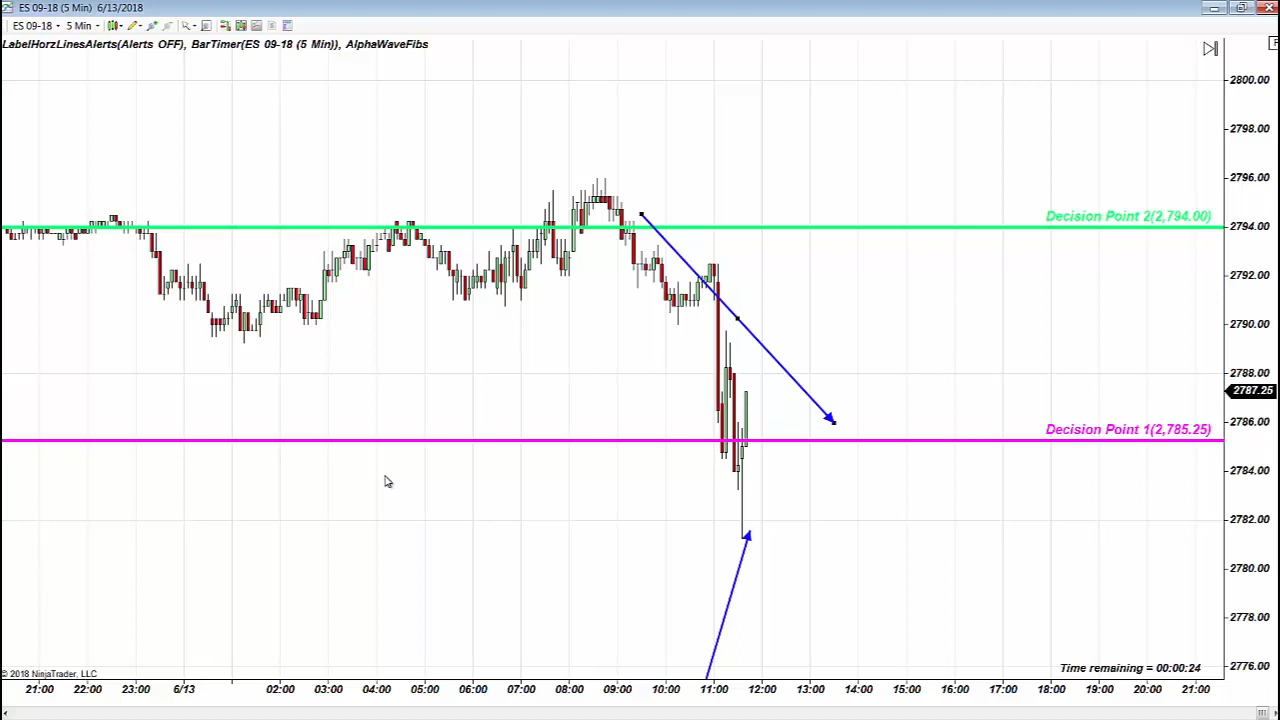 ES 09-18 (5 Min) 6/13/2018
ES 09-18 5 Min
LabelHorzLinesAlerts(Alerts OFF), BarTimer(ES 09-18 (5 Min)), AlphaWaveFibs
F
2800.00
2798.00
2796.00
Decision Point 2(2,794.00)
2794.00
2792.00
2790.00
2788.00
2787.25
2786.00
Decision Point 1(2,785.25)
2784.00
2782.00
2780.00
2778.00
2776.00
Time remaining = 00:00:24
© 2018 NinjaTrader, LLC
21:00 22:00 23:00 6/13 02:00 03:00 04:00 05:00 06:00 07:00 08:00 09:00 10:00 11:00 12:00 13:00 14:00 15:00 16:00 17:00 18:00 19:00 20:00 21:00